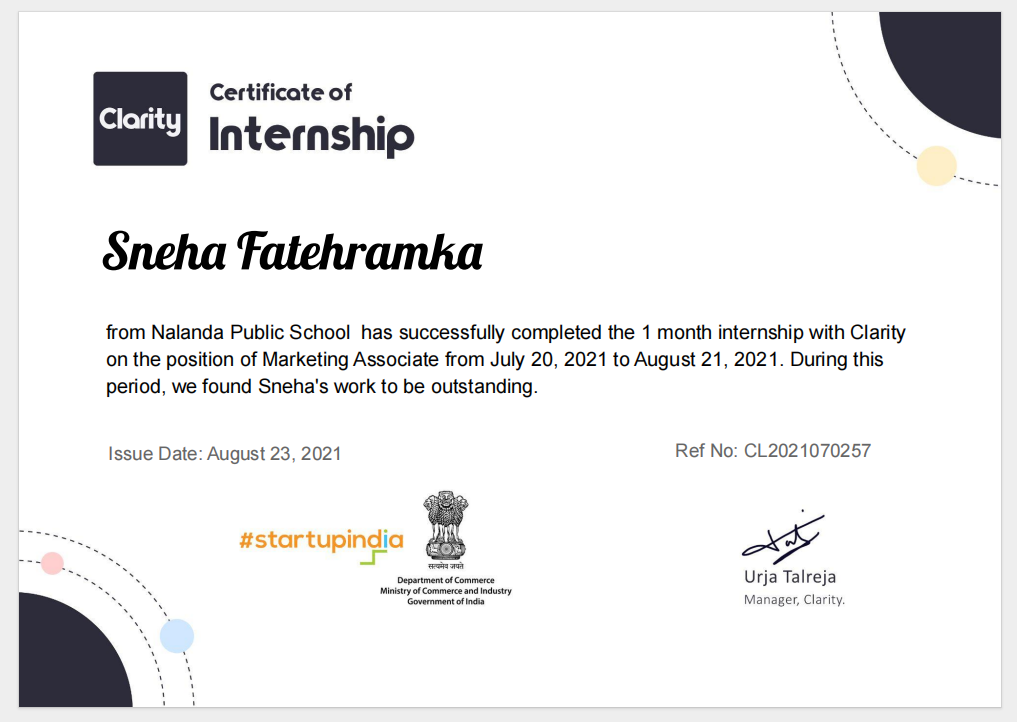 Clarity
Certificate of
Internship
Sneha Fatehramka
from Nalanda Public School  has successfully completed the 1 month internship with Clarity
on the position of Marketing Associate from July 20, 2021 to August 21, 2021. During this
period, we found Sneha's work to be outstanding.
Issue Date: August 23, 2021
Ref No: CL2021070257
#startupindia
सत्यमेव जयते
Department of Commerce
Ministry of Commerce and Industry
Government of India
Urja Talreja
Manager, Clarity.